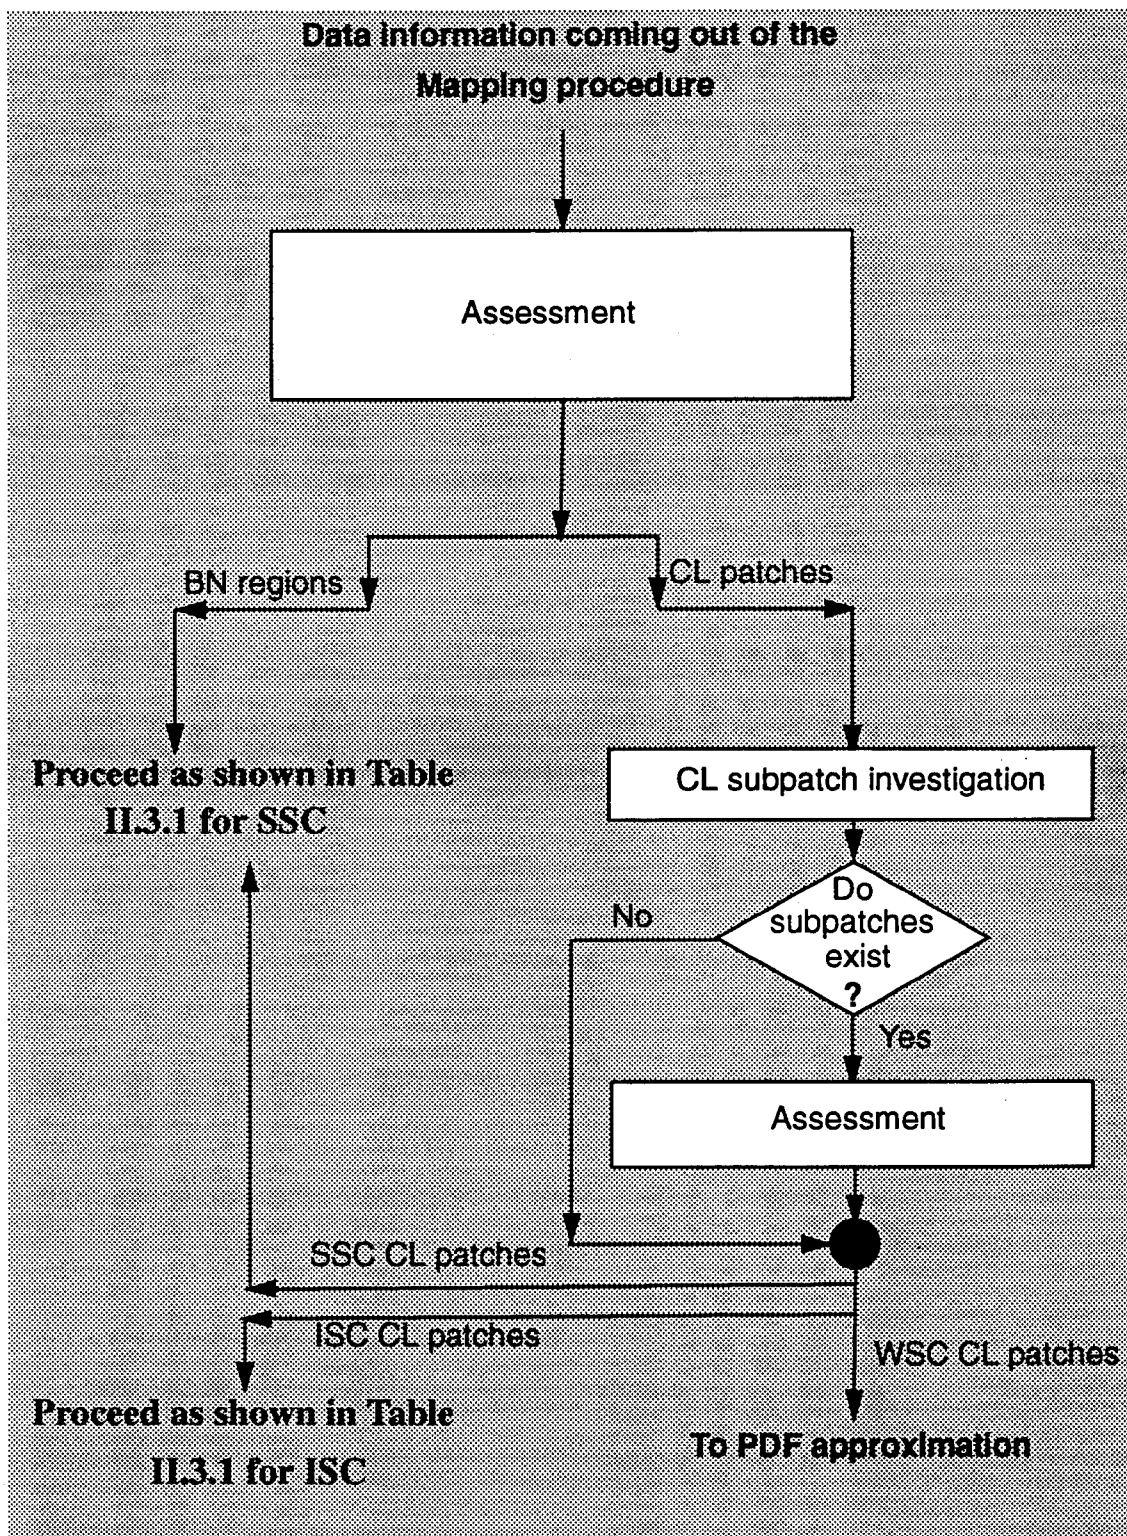 Data information coming out of the
Mapping procedure
Assessment
BN regions
CL patches
Proceed as shown in Table
II.3.1 for SSC
CL subpatch investigation
Do
subpatches
exist
?
No
Yes
Assessment
SSC CL patches
ISC CL patches
WSC CL patches
Proceed as shown in Table
II.3.1 for ISC
To PDF approximation